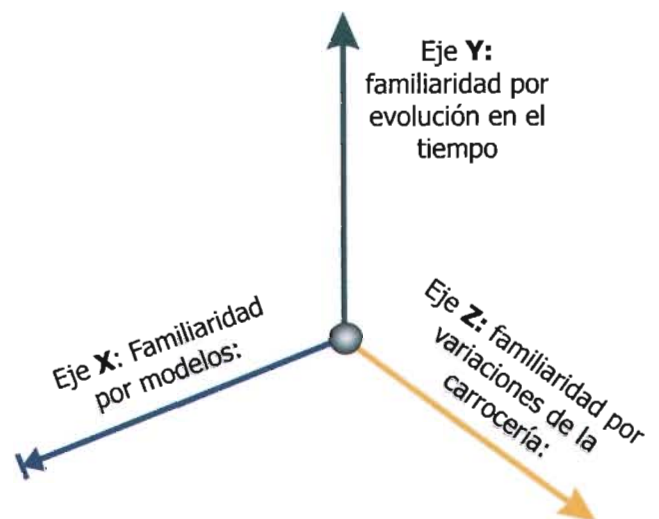 Eje Y:
familiaridad por
evolución en el
tiempo
Eje X: Familiaridad
por modelos:
Eje Z: familiaridad por
variaciones de la
carrocería: